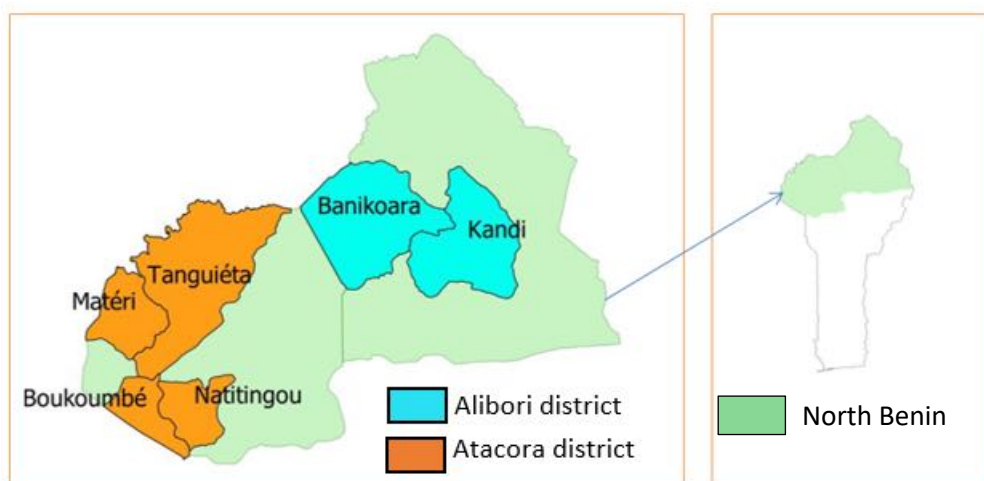 Banikoara
Kandi
Tanguiéta
Matéri
Boukoumbé
Natitingou
Alibori district
Atacora district
North Benin